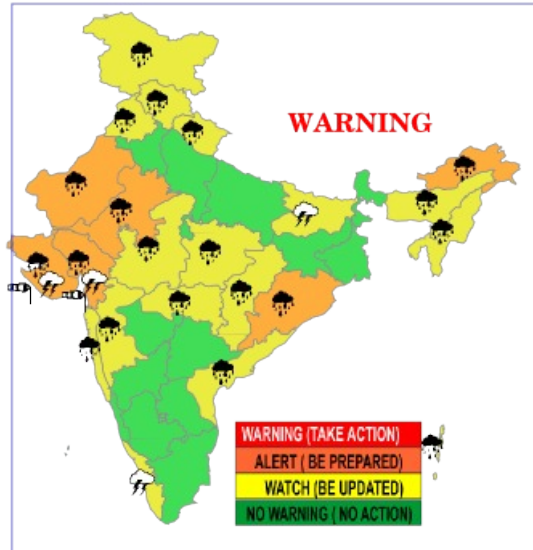 WARNING
WARNING (TAKE ACTION)
ALERT ( BE PREPARED)
WATCH (BE UPDATED)
NO WARNING ( NO ACTION)